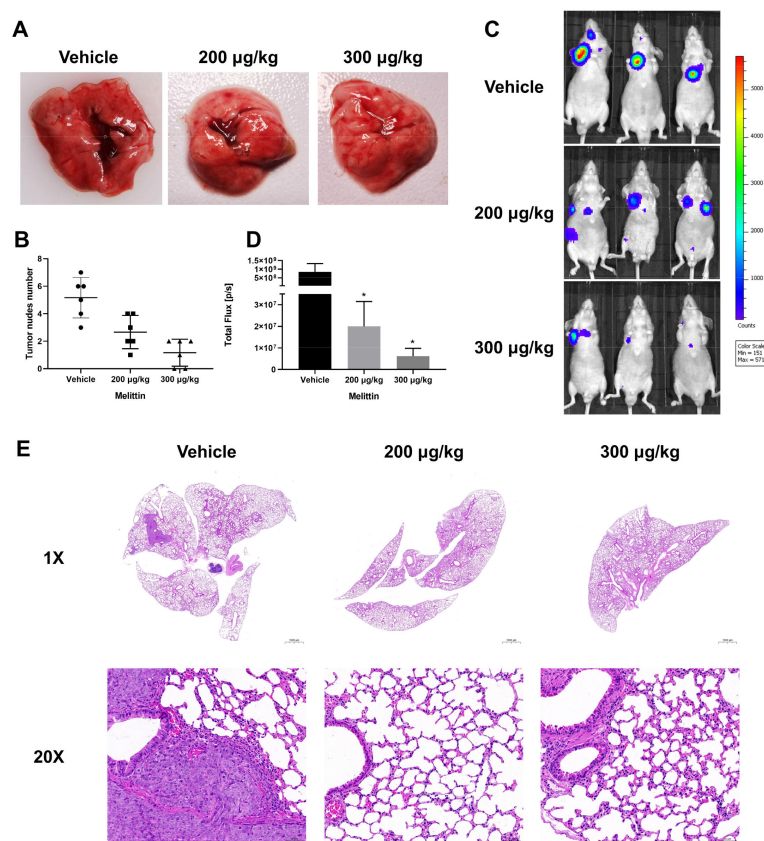 A
Vehicle
200 µg/kg
300 µg/kg
C
Vehicle
200 µg/kg
300 µg/kg
5000
4000
3000
2000
1000
Counts
Color Scale
Min = 151
Max = 571
B
Tumor nodes number
8
6
4
2
0
Vehicle
200 µg/kg
300 µg/kg
Melittin
D
Total Flux [p/s]
1.5×10⁹
1×10⁹
5×10⁸
3×10⁷
2×10⁷
1×10⁷
0
*
*
Vehicle
200 µg/kg
300 µg/kg
Melittin
E
Vehicle
200 µg/kg
300 µg/kg
1X
20X